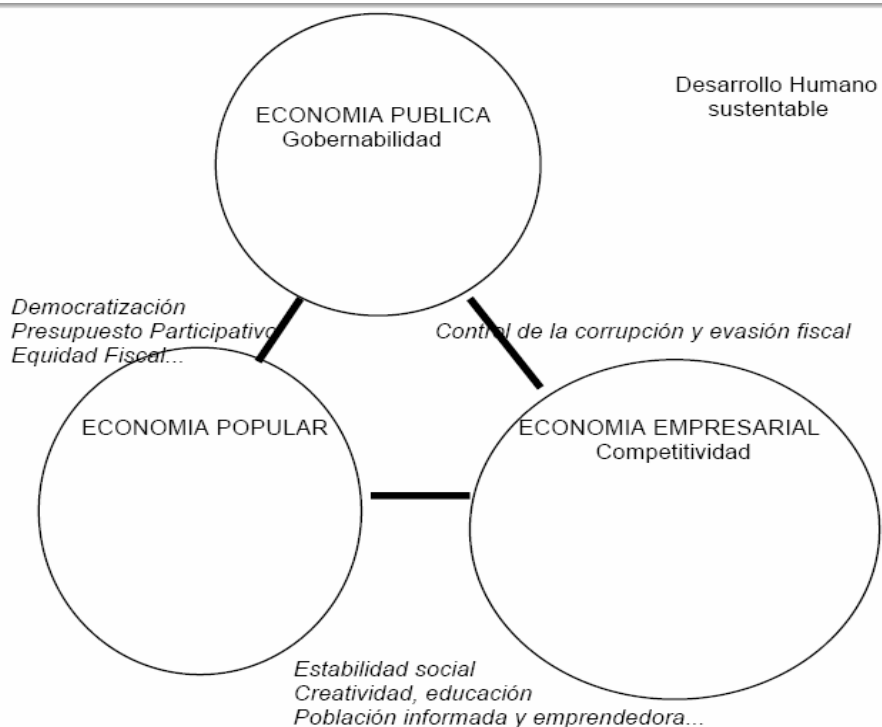 Desarrollo Humano
sustentable
ECONOMIA PUBLICA
Gobernabilidad
Democratización
Presupuesto Participativo
Equidad Fiscal...
Control de la corrupción y evasión fiscal
ECONOMIA POPULAR
ECONOMIA EMPRESARIAL
Competitividad
Estabilidad social
Creatividad, educación
Población informada y emprendedora...